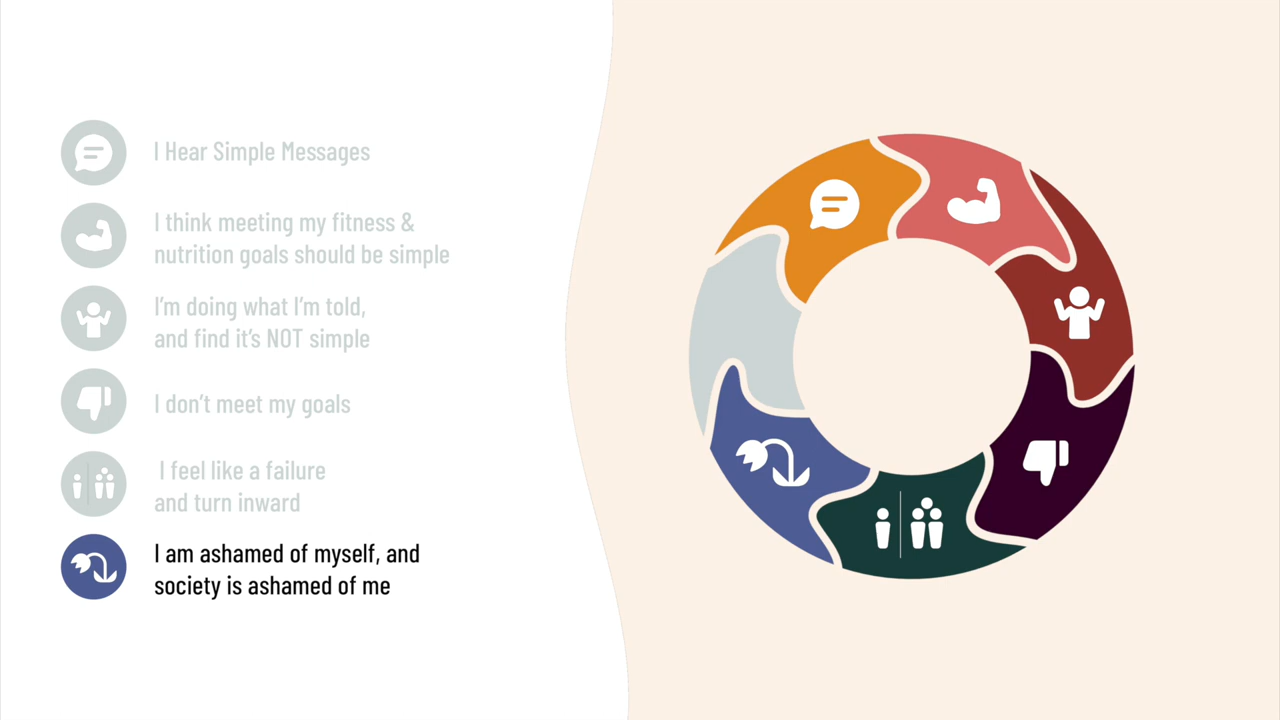 I Hear Simple Messages
I think meeting my fitness &
nutrition goals should be simple
I'm doing what I'm told,
and find it's NOT simple
I don't meet my goals
I feel like a failure
and turn inward
I am ashamed of myself, and
society is ashamed of me